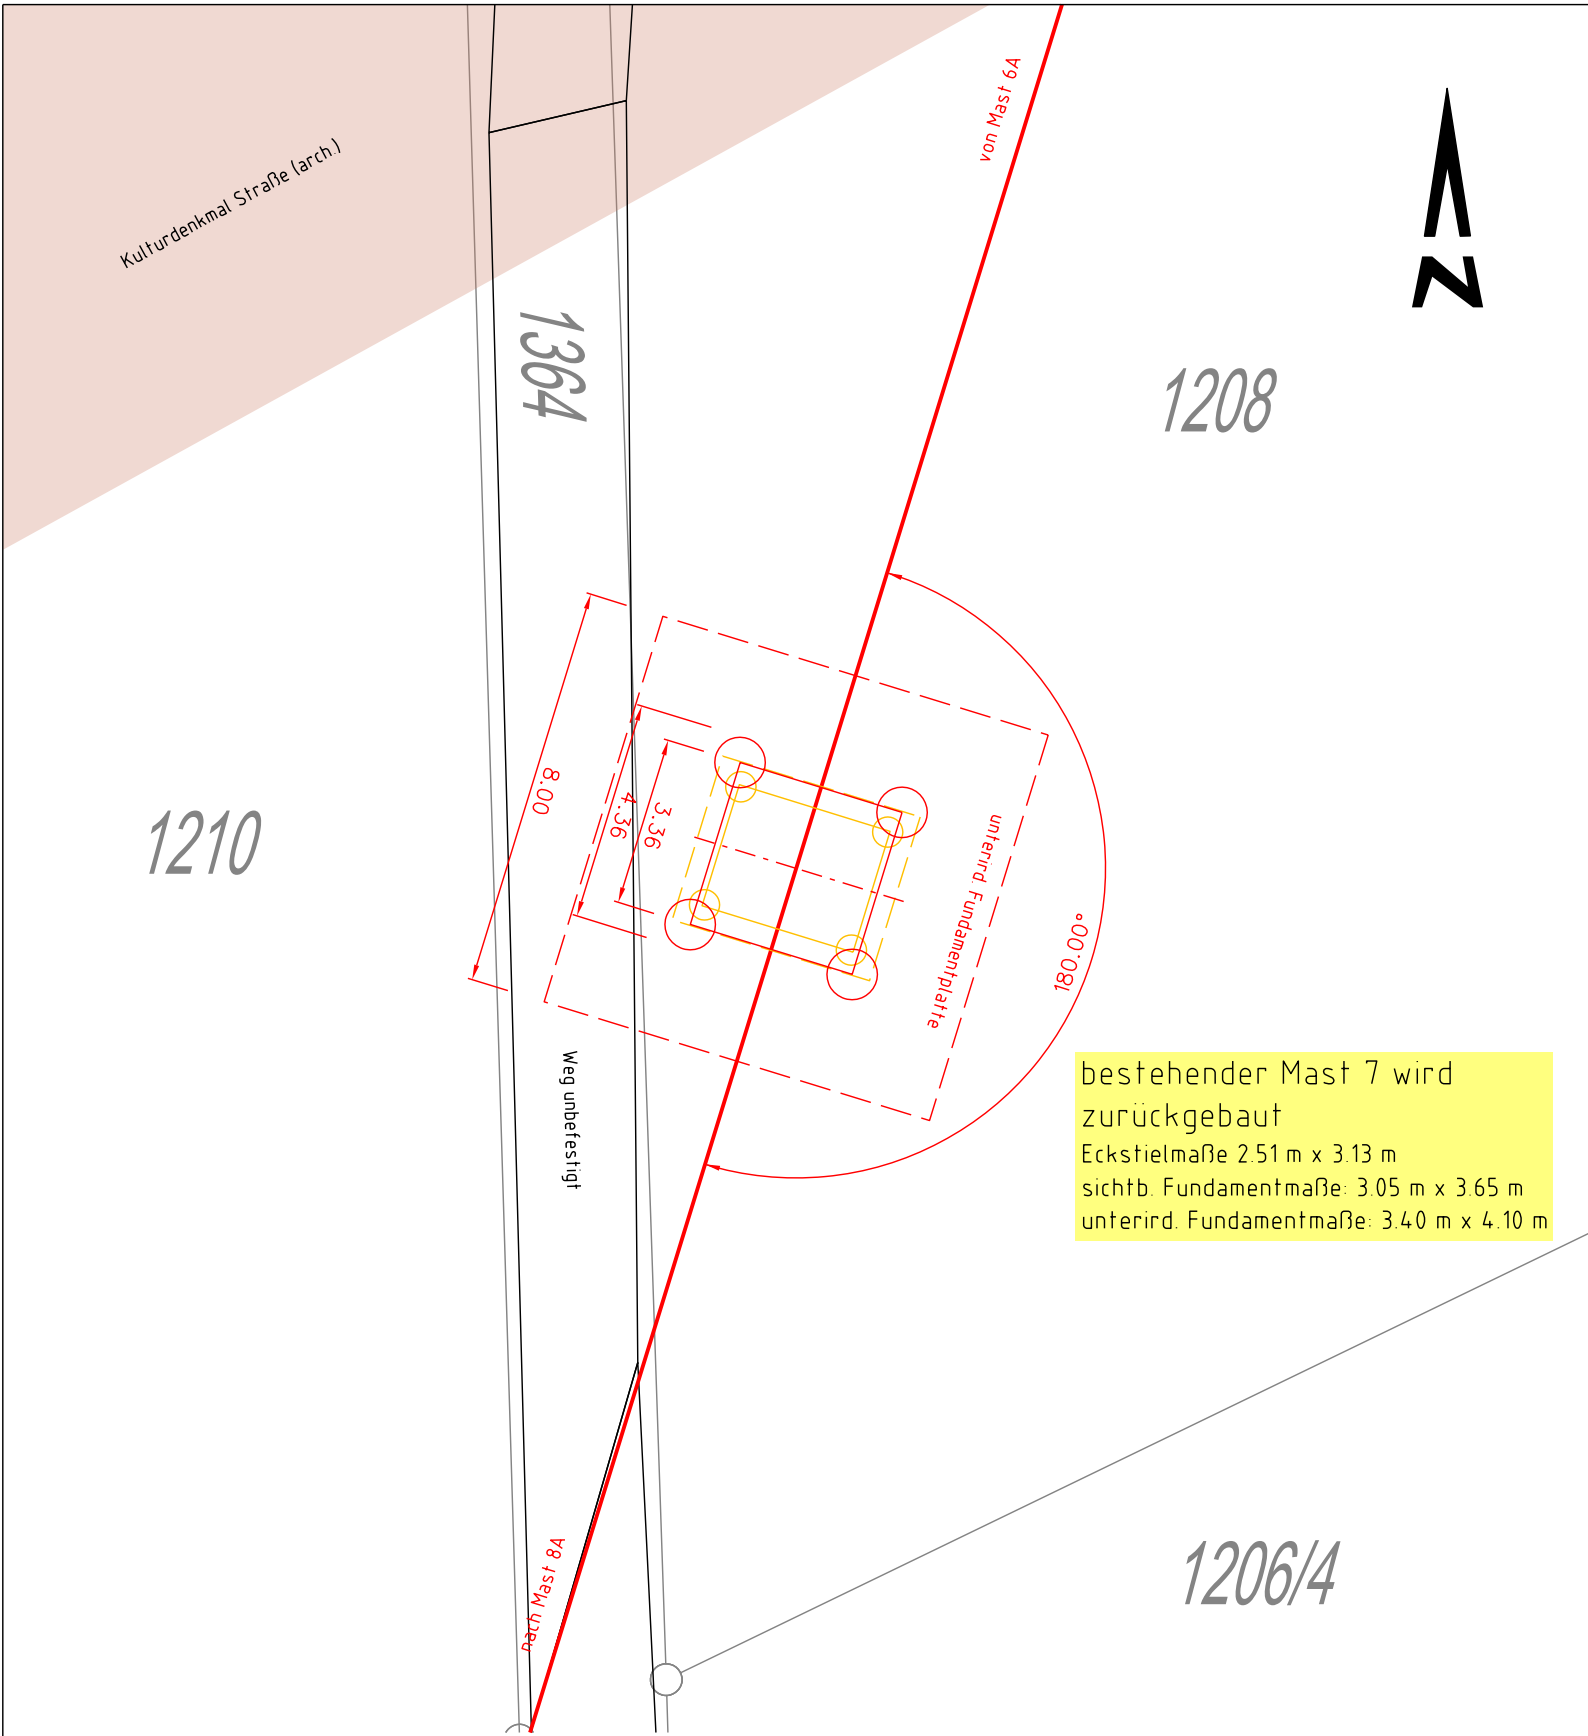 von Mast 6A
Kulturdenkmal Straße (arch.)
N
1364
1208
8.00
4.36
3.36
1210
unterird. Fundamentplatte
180.00°
Weg unbefestigt
bestehender Mast 7 wird
zurückgebaut
Eckstielmaße 2.51 m x 3.13 m
sichtb. Fundamentmaße: 3.05 m x 3.65 m
unterird. Fundamentmaße: 3.40 m x 4.10 m
nach Mast 8A
1206/4